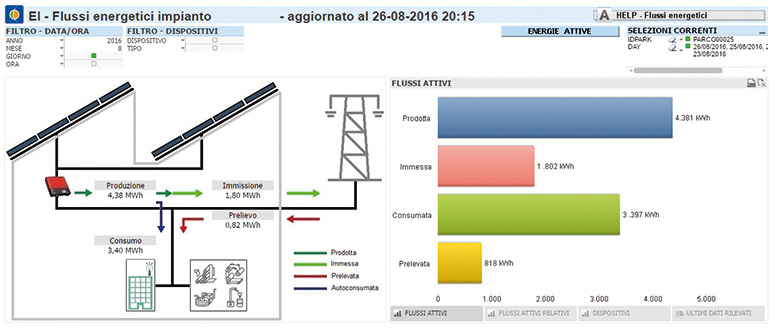 EI - Flussi energetici impianto - aggiornato al 26-08-2016 20:15
A HELP - Flussi energetici
FILTRO - DATA/ORA
ANNO 2016
MESE 8
GIORNO
ORA
FILTRO - DISPOSITIVI
DISPOSITIVO
TIPO
ENERGIE ATTIVE
SELEZIONI CORRENTI
IDPARK PARCO00025
DAY 26/08/2016, 25/08/2016, 2
23/08/2016
Produzione
4,38 MWh
Immissione
1,80 MWh
Prelievo
0,82 MWh
Consumo
3,40 MWh
Prodotta
Immessa
Prelevata
Autoconsumata
FLUSSI ATTIVI
Prodotta 4.381 kWh
Immessa 1.802 kWh
Consumata 3.397 kWh
Prelevata 818 kWh
0 1.000 2.000 3.000 4.000 5.000
FLUSSI ATTIVI
FLUSSI ATTIVI RELATIVI
DISPOSITIVI
ULTIMI DATI RILEVATI